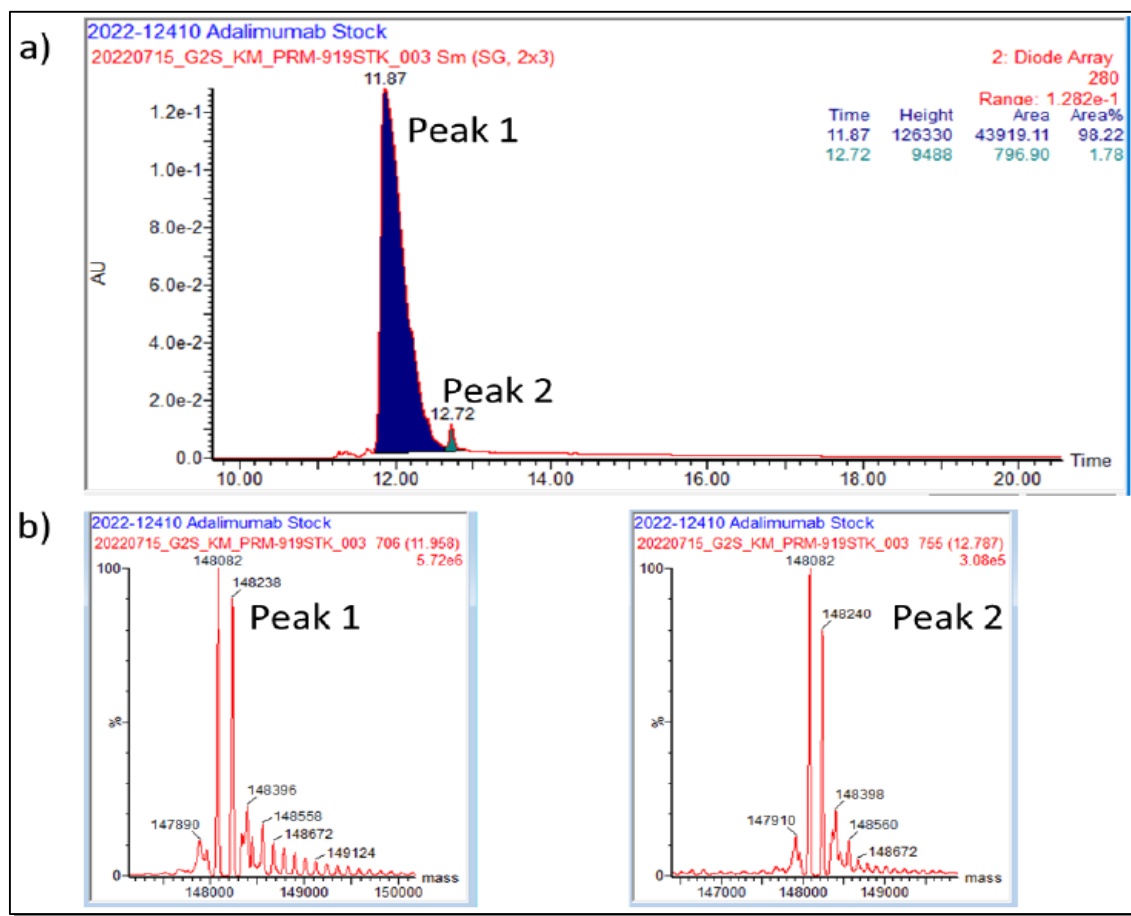 a)
2022-12410 Adalimumab Stock
20220715_G2S_KM_PRM-919STK_003 Sm (SG, 2x3)
2: Diode Array
280
Range: 1.282e-1
Time Height Area Area%
11.87 126330 43919.11 98.22
12.72 9488 796.90 1.78
11.87
Peak 1
Peak 2
12.72
AU
1.2e-1
1.0e-1
8.0e-2
6.0e-2
4.0e-2
2.0e-2
0.0
10.00 12.00 14.00 16.00 18.00 20.00
Time
b)
2022-12410 Adalimumab Stock
20220715_G2S_KM_PRM-919STK_003 706 (11.958)
5.72e6
148082
100
148238
Peak 1
%
148396
148558
147890
148672
149124
0
mass
148000 149000 150000
2022-12410 Adalimumab Stock
20220715_G2S_KM_PRM-919STK_003 755 (12.787)
3.08e5
148082
100
148240
Peak 2
%
148398
147910
148560
148672
0
mass
147000 148000 149000